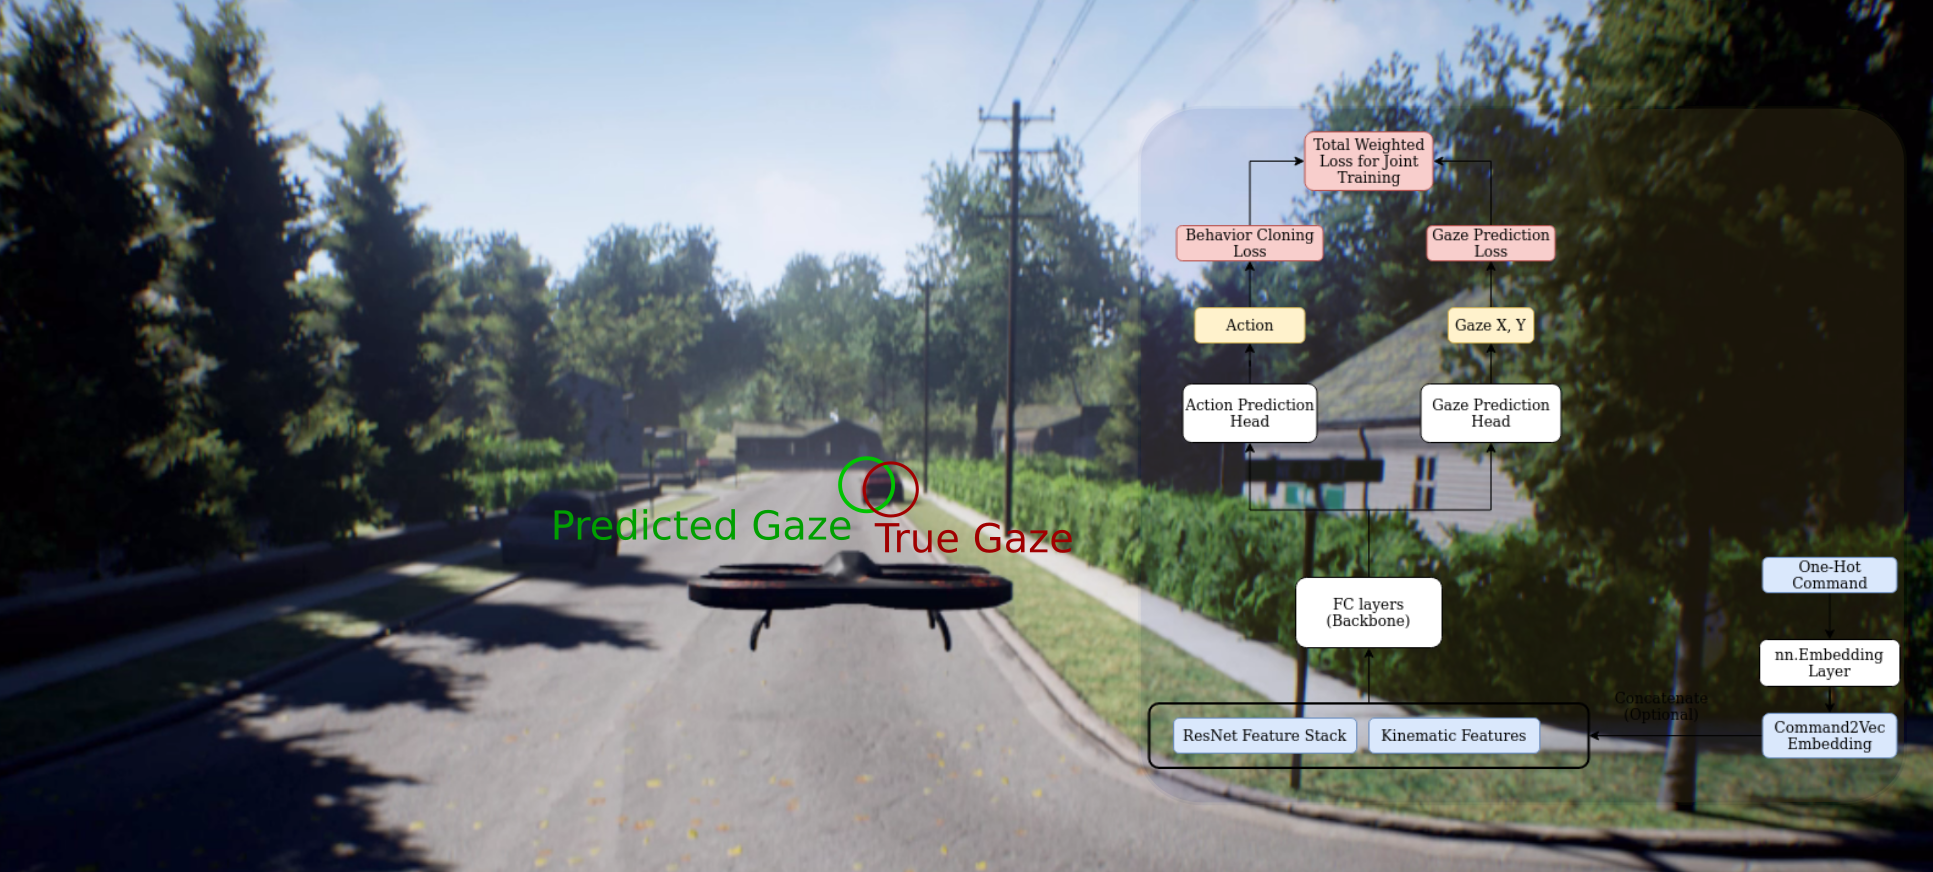 Total Weighted
Loss for Joint
Training
Behavior Cloning
Loss
Gaze Prediction
Loss
Action
Gaze X, Y
Action Prediction
Head
Gaze Prediction
Head
Predicted Gaze
True Gaze
FC layers
(Backbone)
One-Hot
Command
nn.Embedding
Layer
Concatenate
(Optional)
ResNet Feature Stack
Kinematic Features
Command2Vec
Embedding